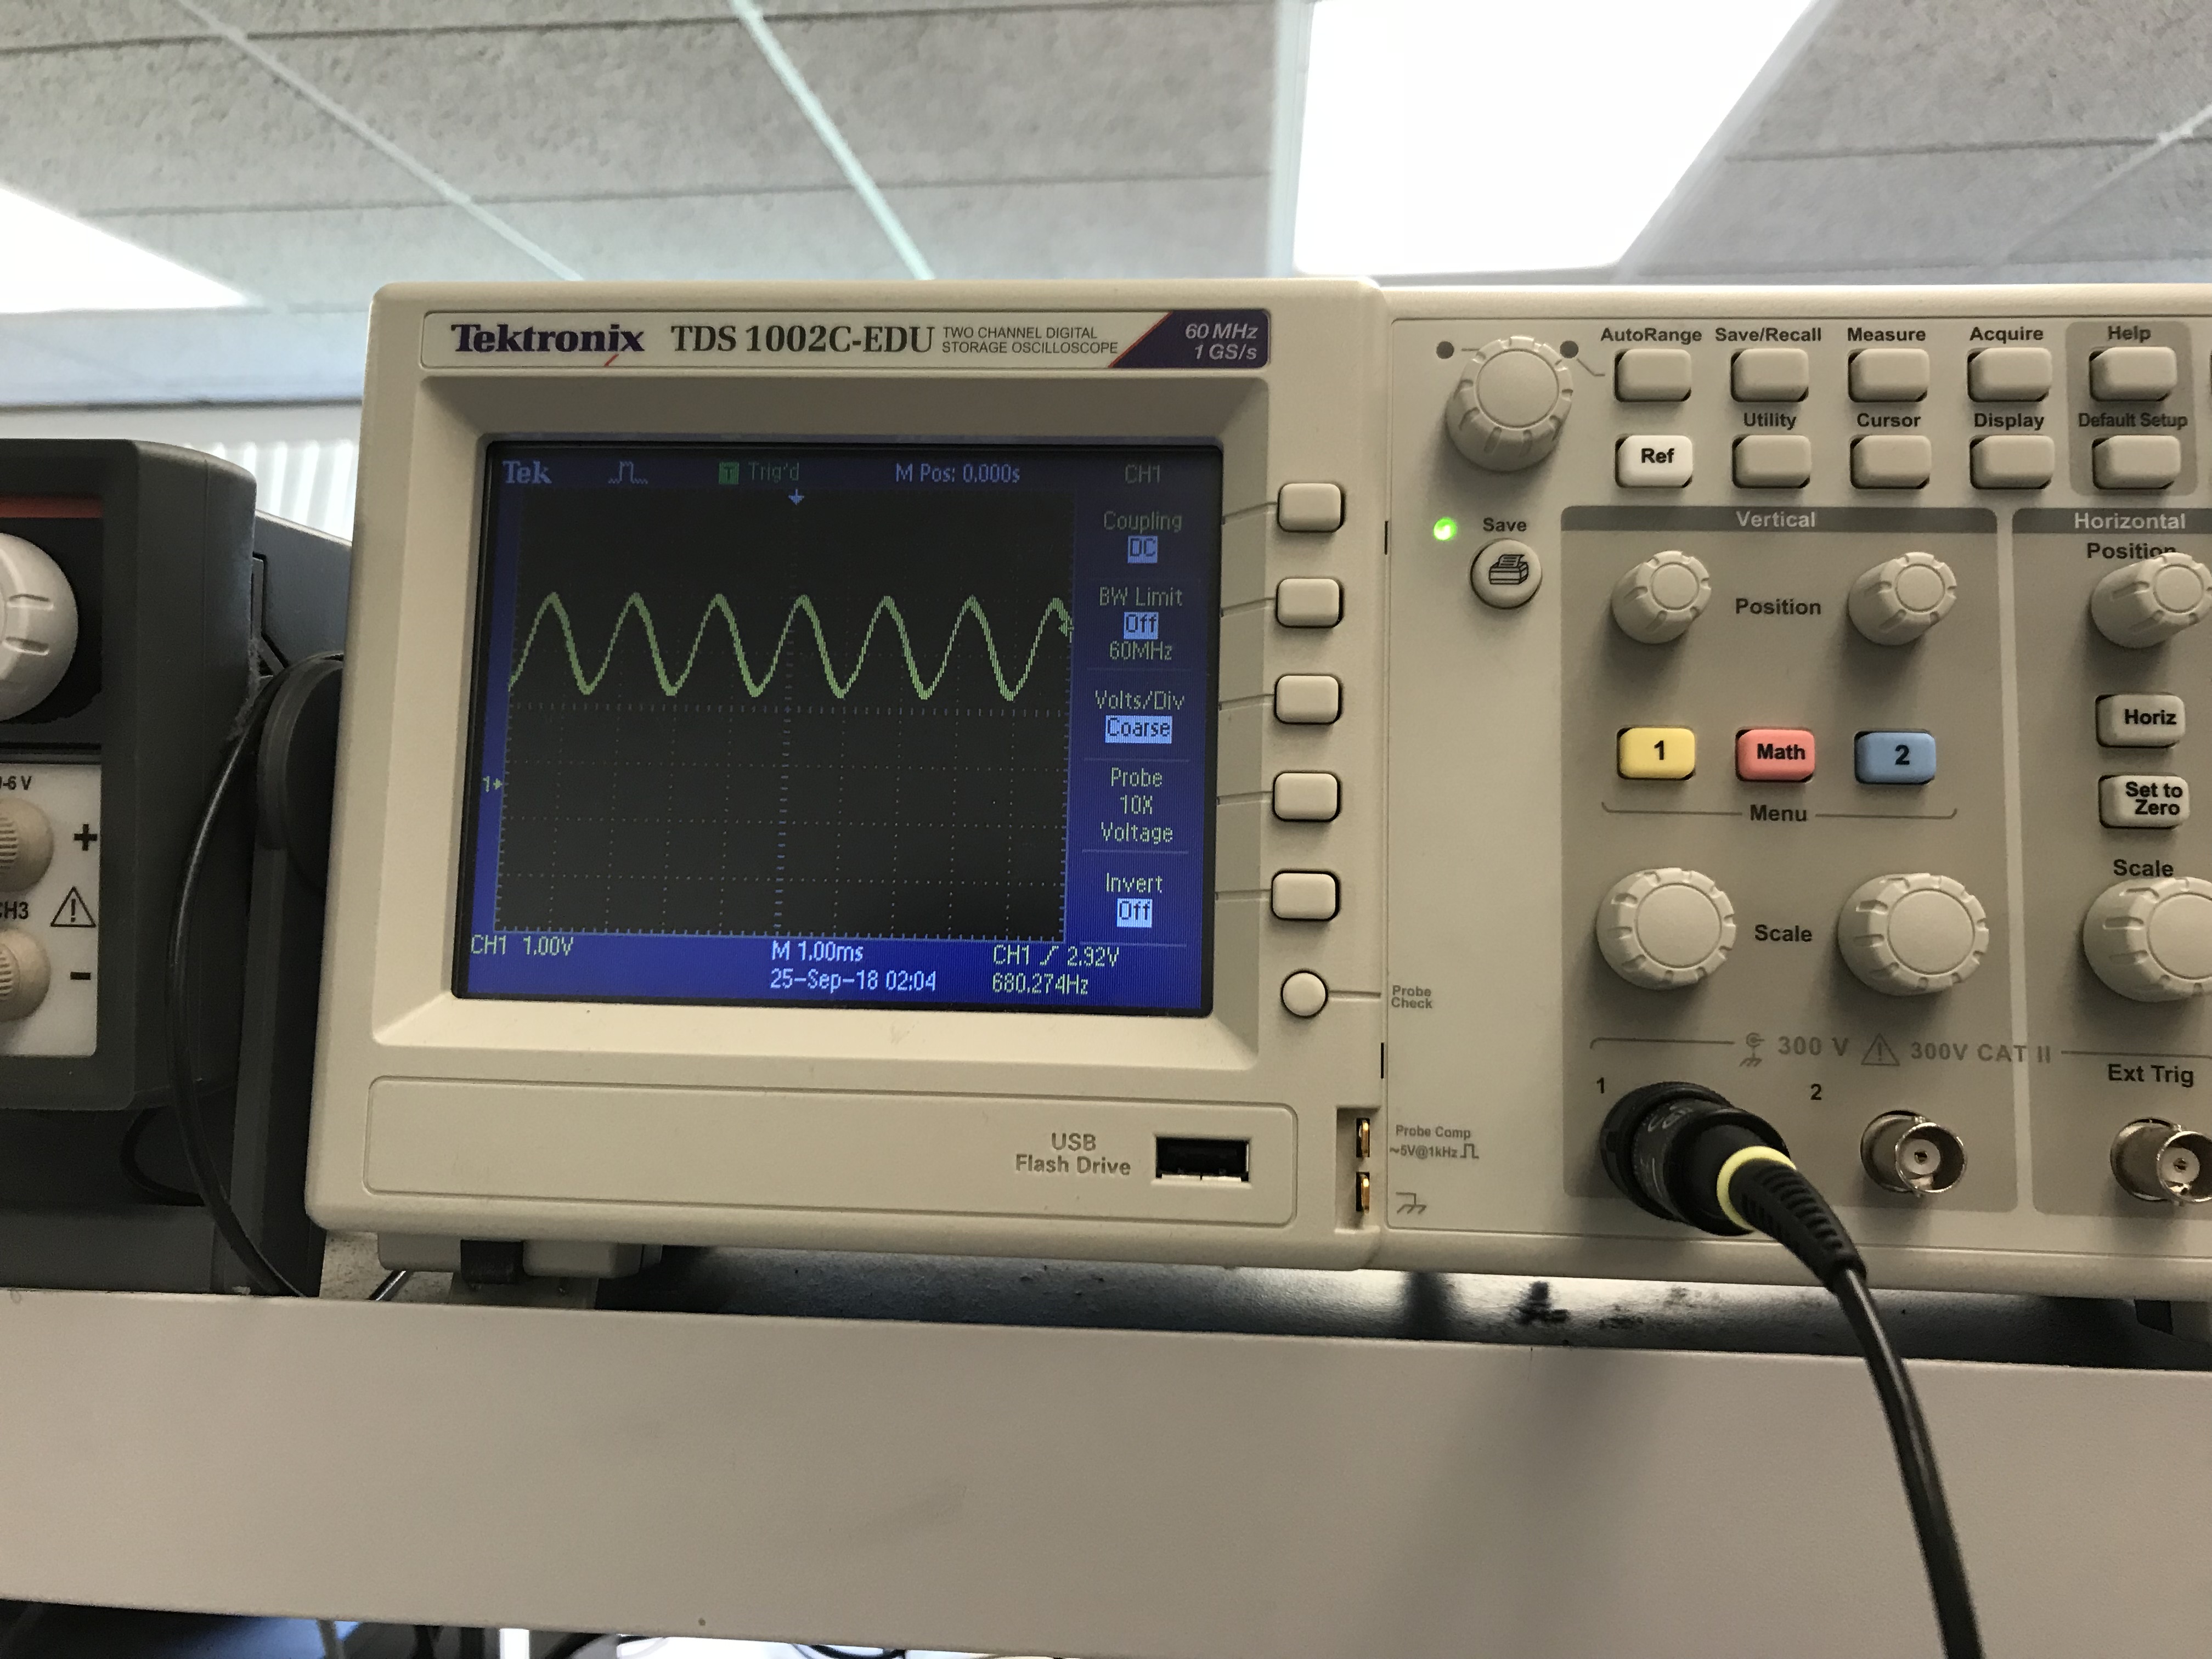 Tektronix TDS 1002C-EDU TWO CHANNEL DIGITAL STORAGE OSCILLOSCOPE
60 MHz
1 GS/s
Tek Trig'd M Pos: 0.000s CH1
Coupling
DC
BW Limit
Off
60MHz
Volts/Div
Coarse
Probe
10X
Voltage
Invert
Off
1
CH1 1.00V M 1.00ms CH1 2.92V
25-Sep-18 02:04 680.274Hz
USB
Flash Drive
AutoRange Save/Recall Measure Acquire Help
Utility Cursor Display Default Setup
Ref
Save
Vertical Horizontal
Position
Position
1 Math 2
Menu
Horiz
Set to
Zero
Scale
Scale
Probe
Check
300 V 300V CAT II
1 2 Ext Trig
Probe Comp
~5V@1kHz
-6 V
+
CH3
-